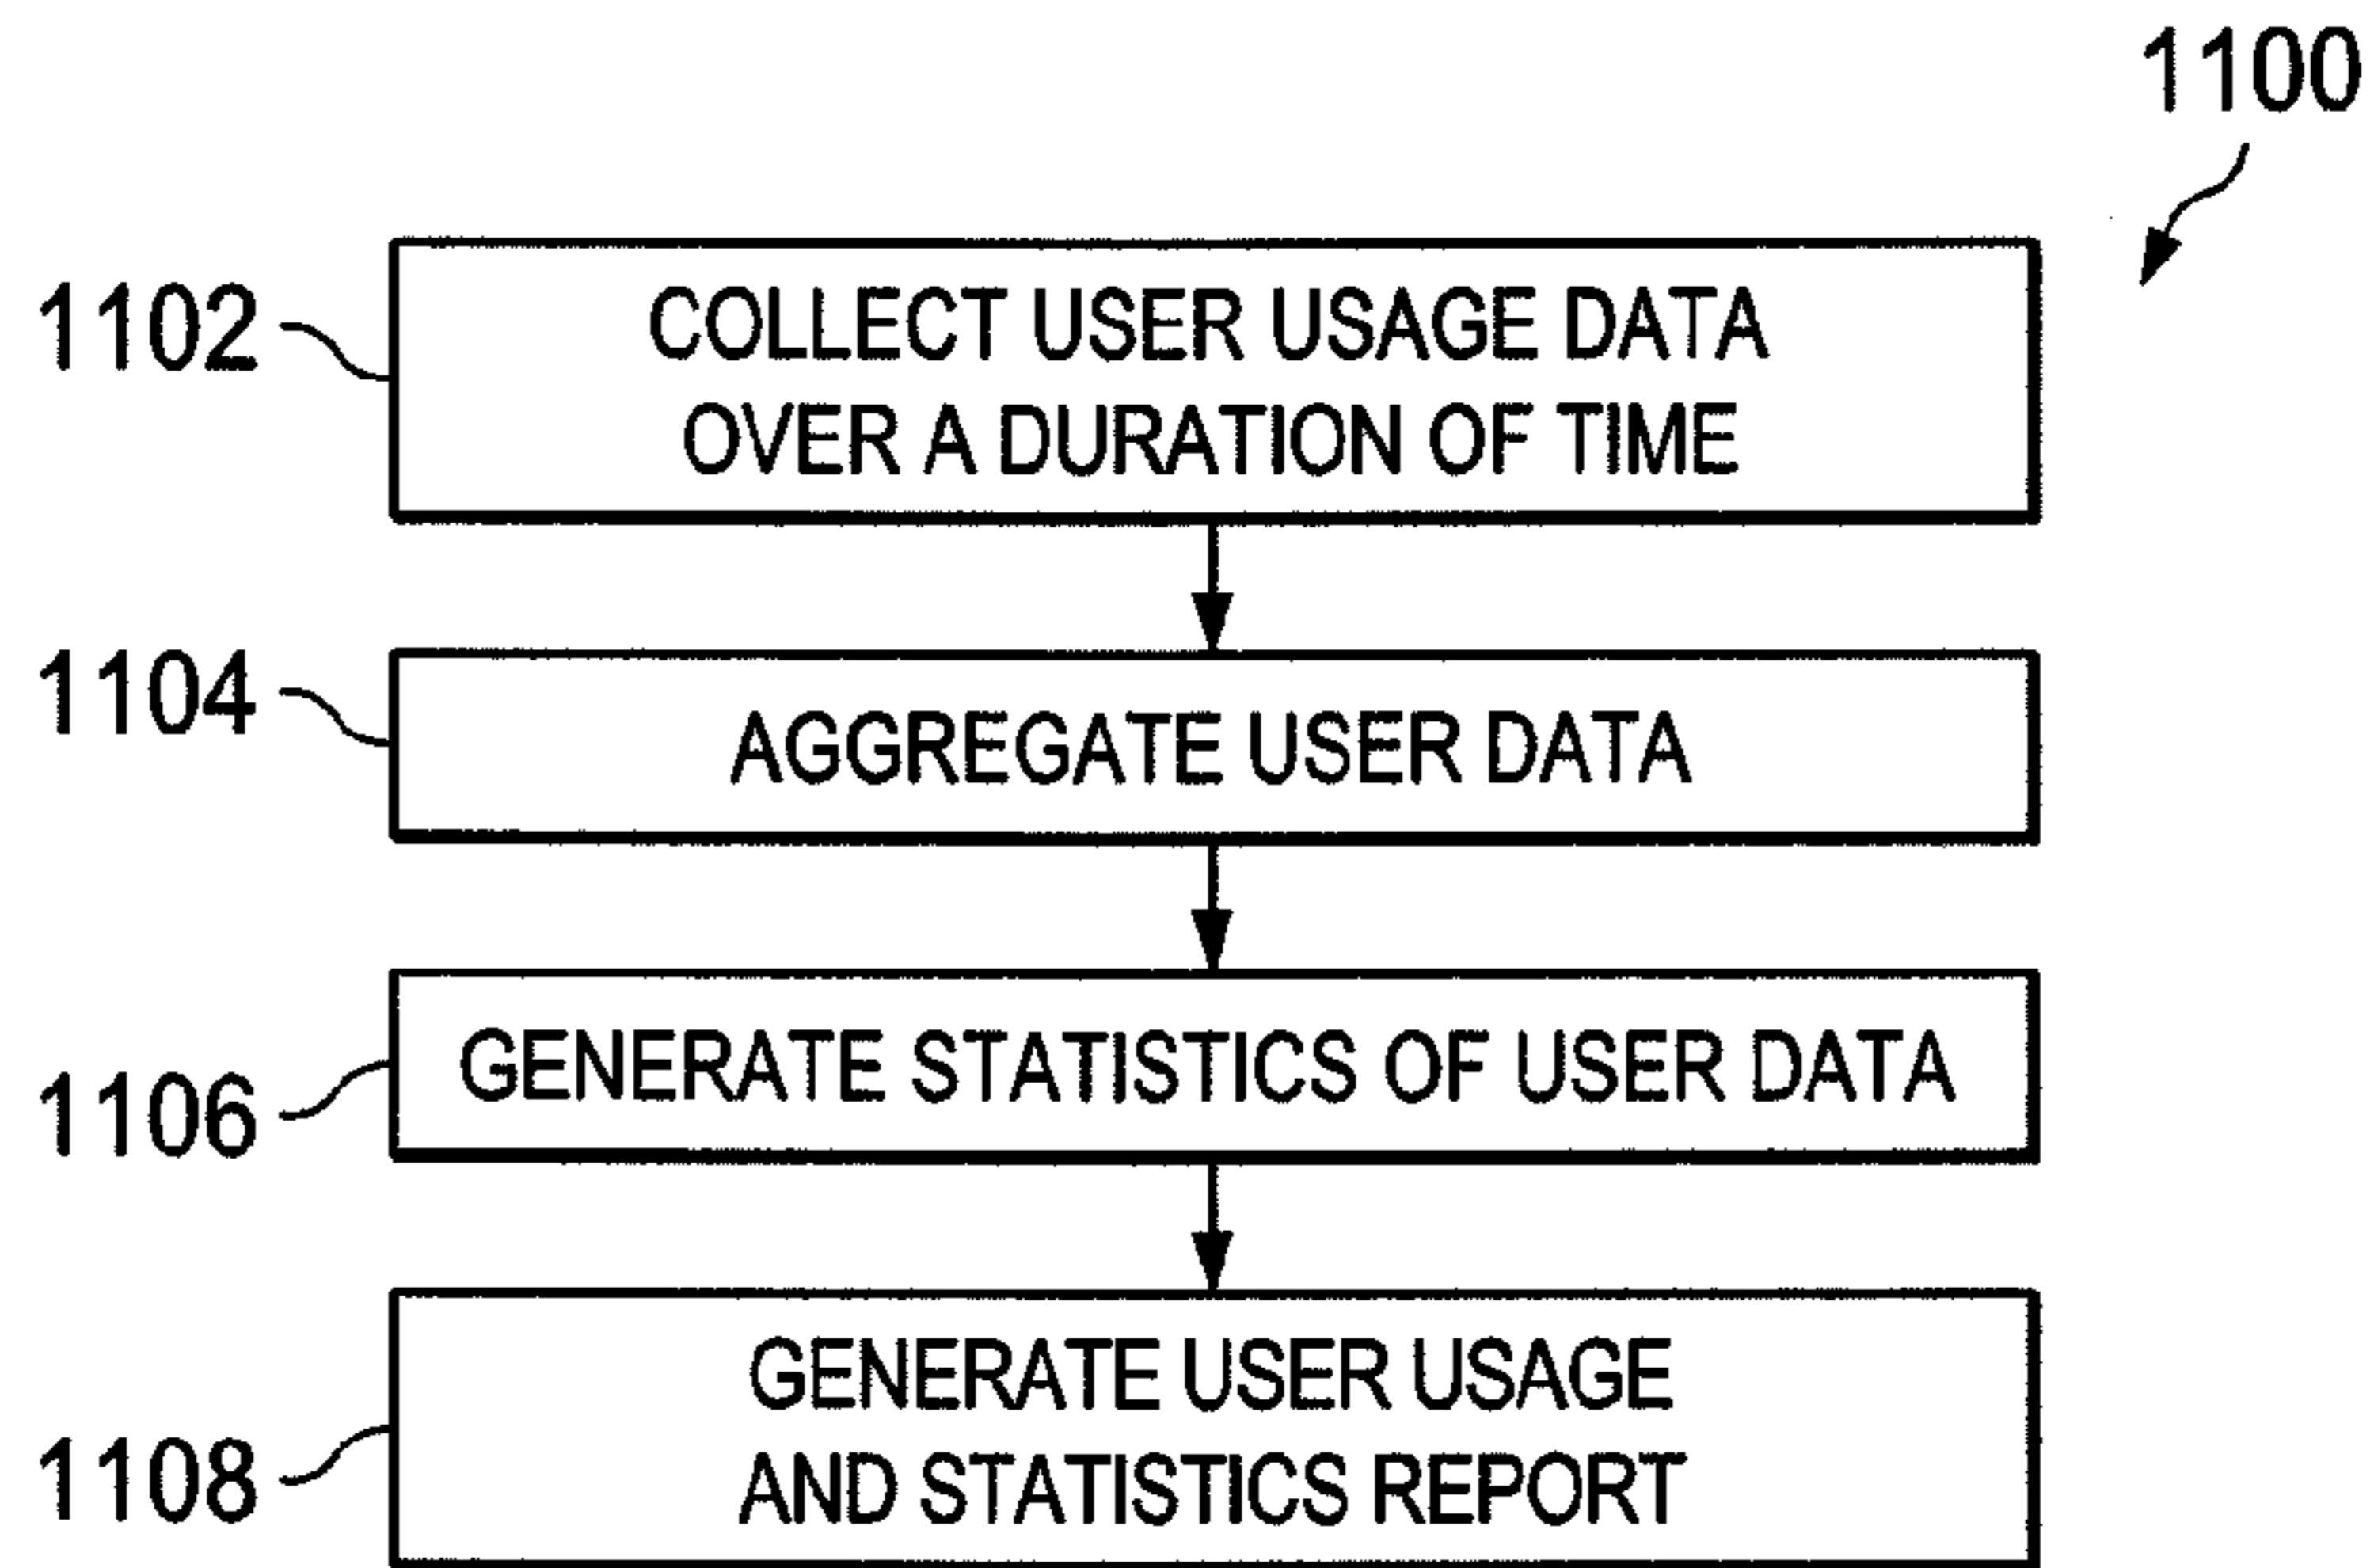 1100
1102
COLLECT USER USAGE DATA
OVER A DURATION OF TIME
1104
AGGREGATE USER DATA
1106
GENERATE STATISTICS OF USER DATA
1108
GENERATE USER USAGE
AND STATISTICS REPORT